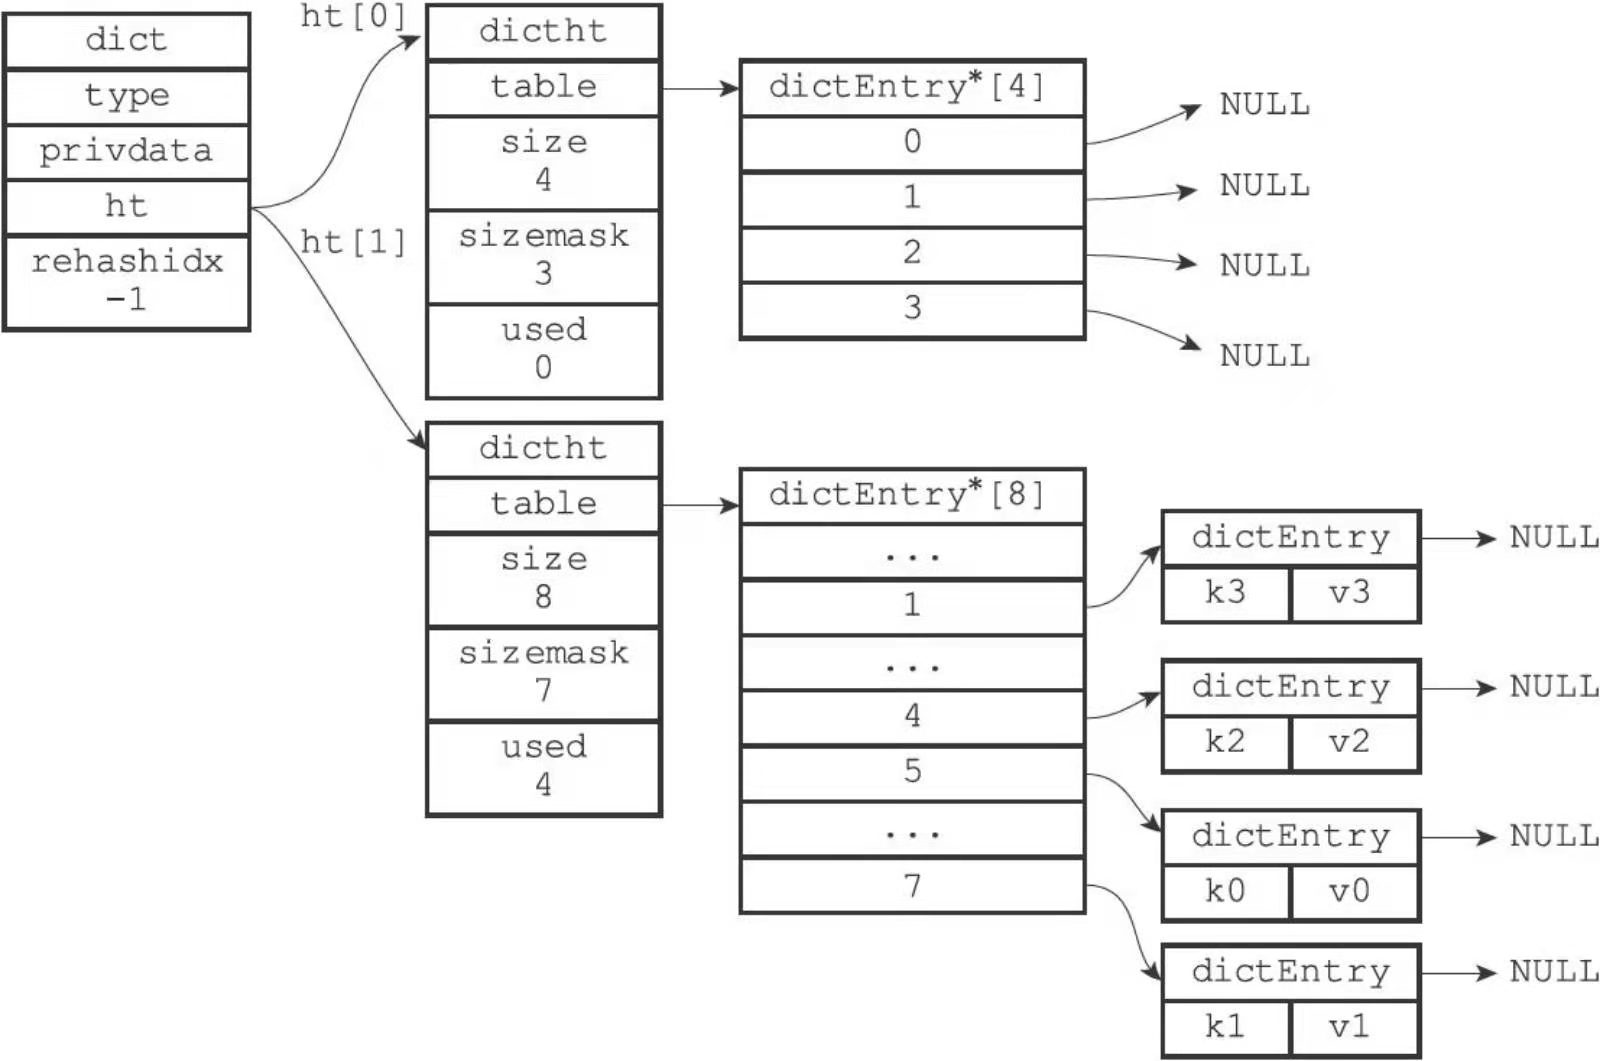 dict
type
privdata
ht
rehashidx
-1
ht[0]
ht[1]
dictht
table
size
4
sizemask
3
used
0
dictEntry*[4]
0
1
2
3
NULL
NULL
NULL
NULL
dictht
table
size
8
sizemask
7
used
4
dictEntry*[8]
...
1
...
4
5
...
7
dictEntry
k3 v3
NULL
dictEntry
k2 v2
NULL
dictEntry
k0 v0
NULL
dictEntry
k1 v1
NULL